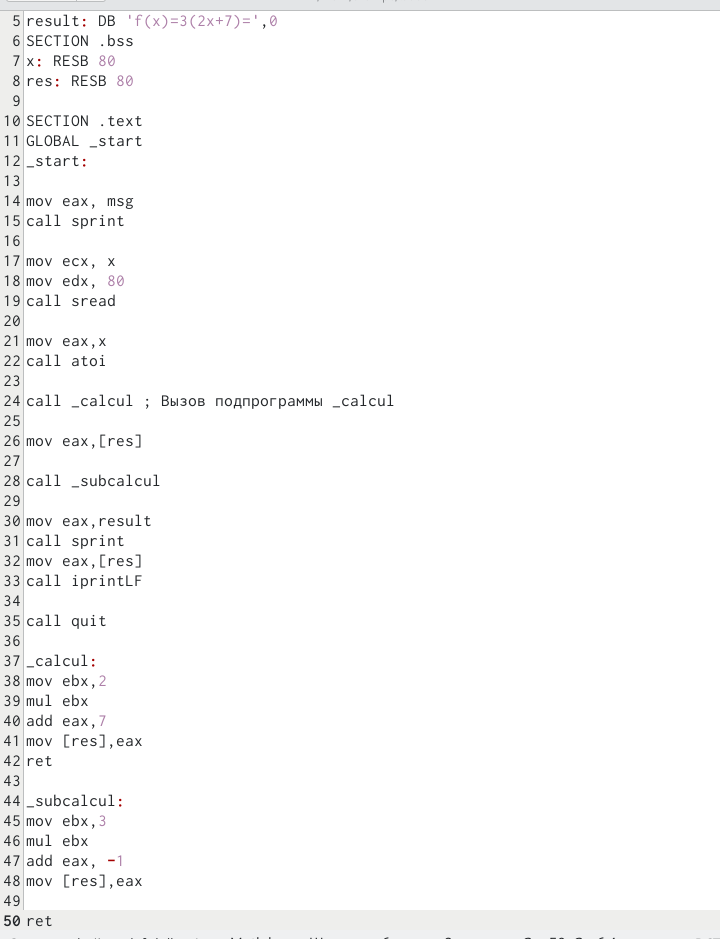 5 result: DB 'f(x)=3(2x+7)=',0
6 SECTION .bss
7 x: RESB 80
8 res: RESB 80
9
10 SECTION .text
11 GLOBAL _start
12 _start:
13
14 mov eax, msg
15 call sprint
16
17 mov ecx, x
18 mov edx, 80
19 call sread
20
21 mov eax,x
22 call atoi
23
24 call _calcul ; Вызов подпрограммы _calcul
25
26 mov eax,[res]
27
28 call _subcalcul
29
30 mov eax,result
31 call sprint
32 mov eax,[res]
33 call iprintLF
34
35 call quit
36
37 _calcul:
38 mov ebx,2
39 mul ebx
40 add eax,7
41 mov [res],eax
42 ret
43
44 _subcalcul:
45 mov ebx,3
46 mul ebx
47 add eax, -1
48 mov [res],eax
49
50 ret